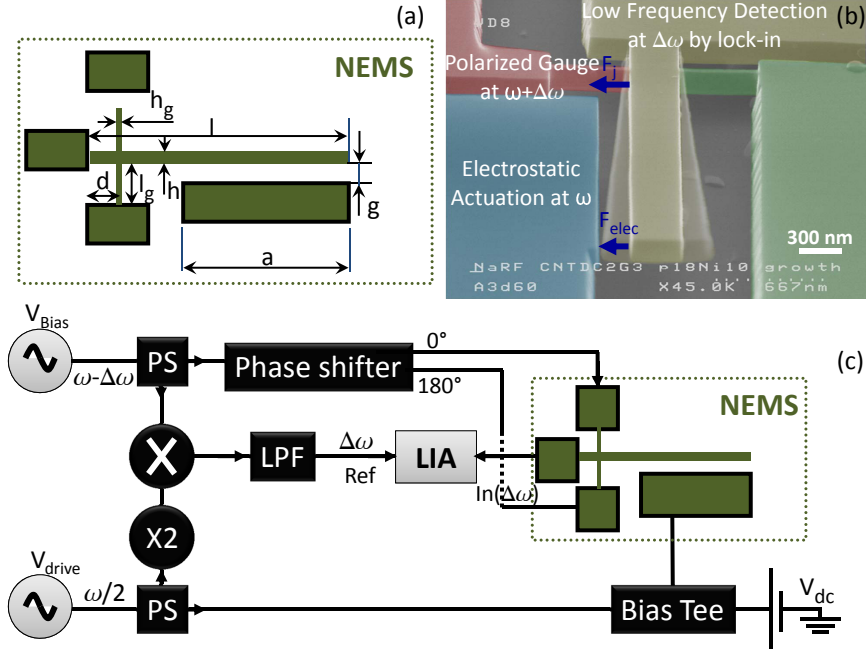 (a)
NEMS
h_g
l
d
l_g
h
g
a
(b)
VD8
Low Frequency Detection
at Δω by lock-in
Polarized Gauge
at ω+Δω
F_j
Electrostatic
Actuation at ω
F_elec
300 nm
NaRF CNTDC2G3 p18Ni10 growth
A3d60 X45.0K 667nm
(c)
V_Bias
ω-Δω
PS
Phase shifter
0°
180°
NEMS
X
LPF
Δω
Ref
LIA
In(Δω)
X2
V_drive
ω/2
PS
Bias Tee
V_dc